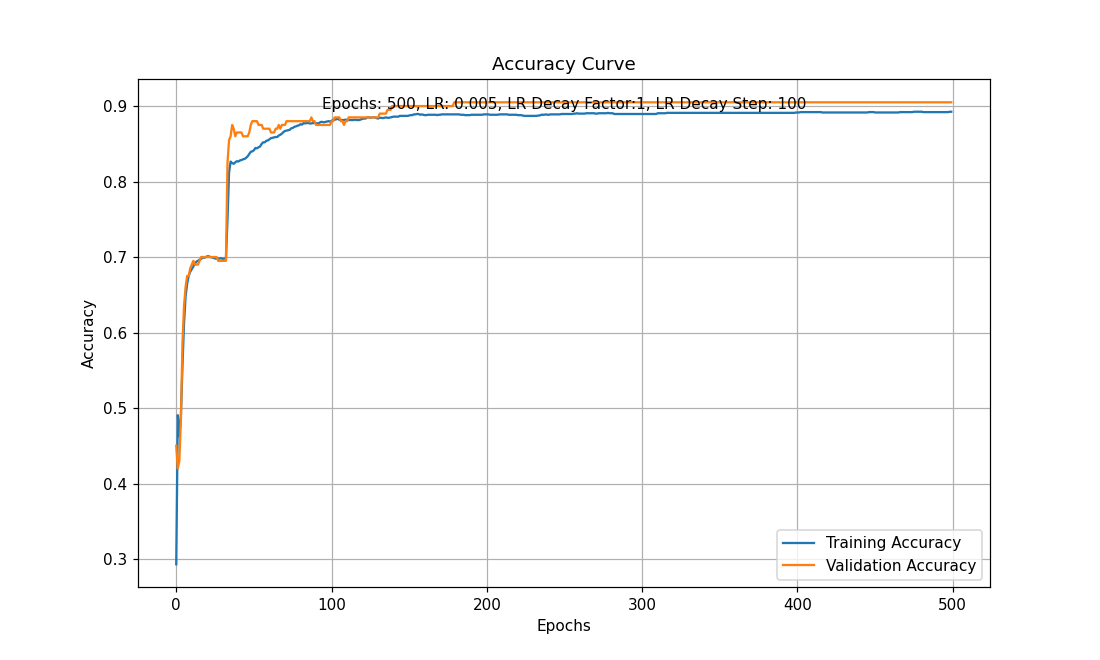 Accuracy Curve
Epochs: 500, LR: 0.005, LR Decay Factor:1, LR Decay Step: 100
0.9
0.8
0.7
0.6
0.5
0.4
0.3
Accuracy
Training Accuracy
Validation Accuracy
0 100 200 300 400 500
Epochs